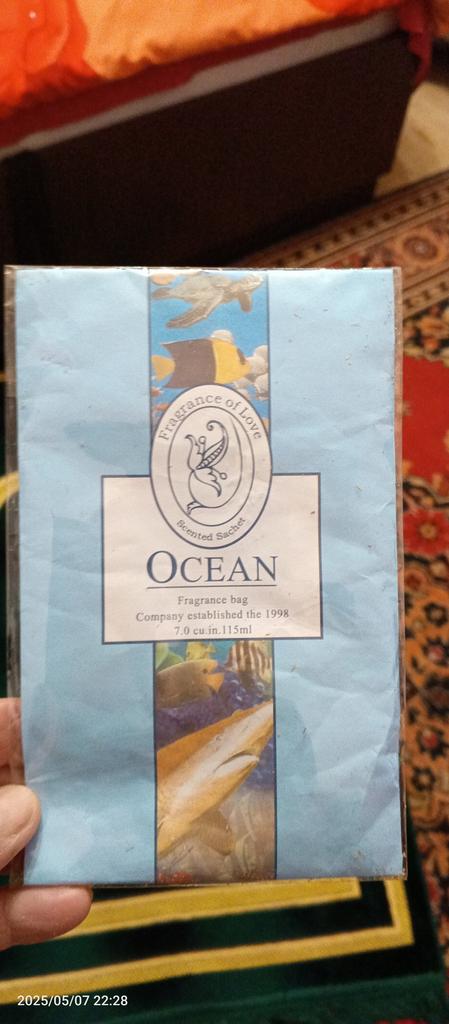 Fragrance of Love
Scented Sachet
OCEAN
Fragrance bag
Company established the 1998
7.0 cu.in.115ml
2025/05/07 22:28